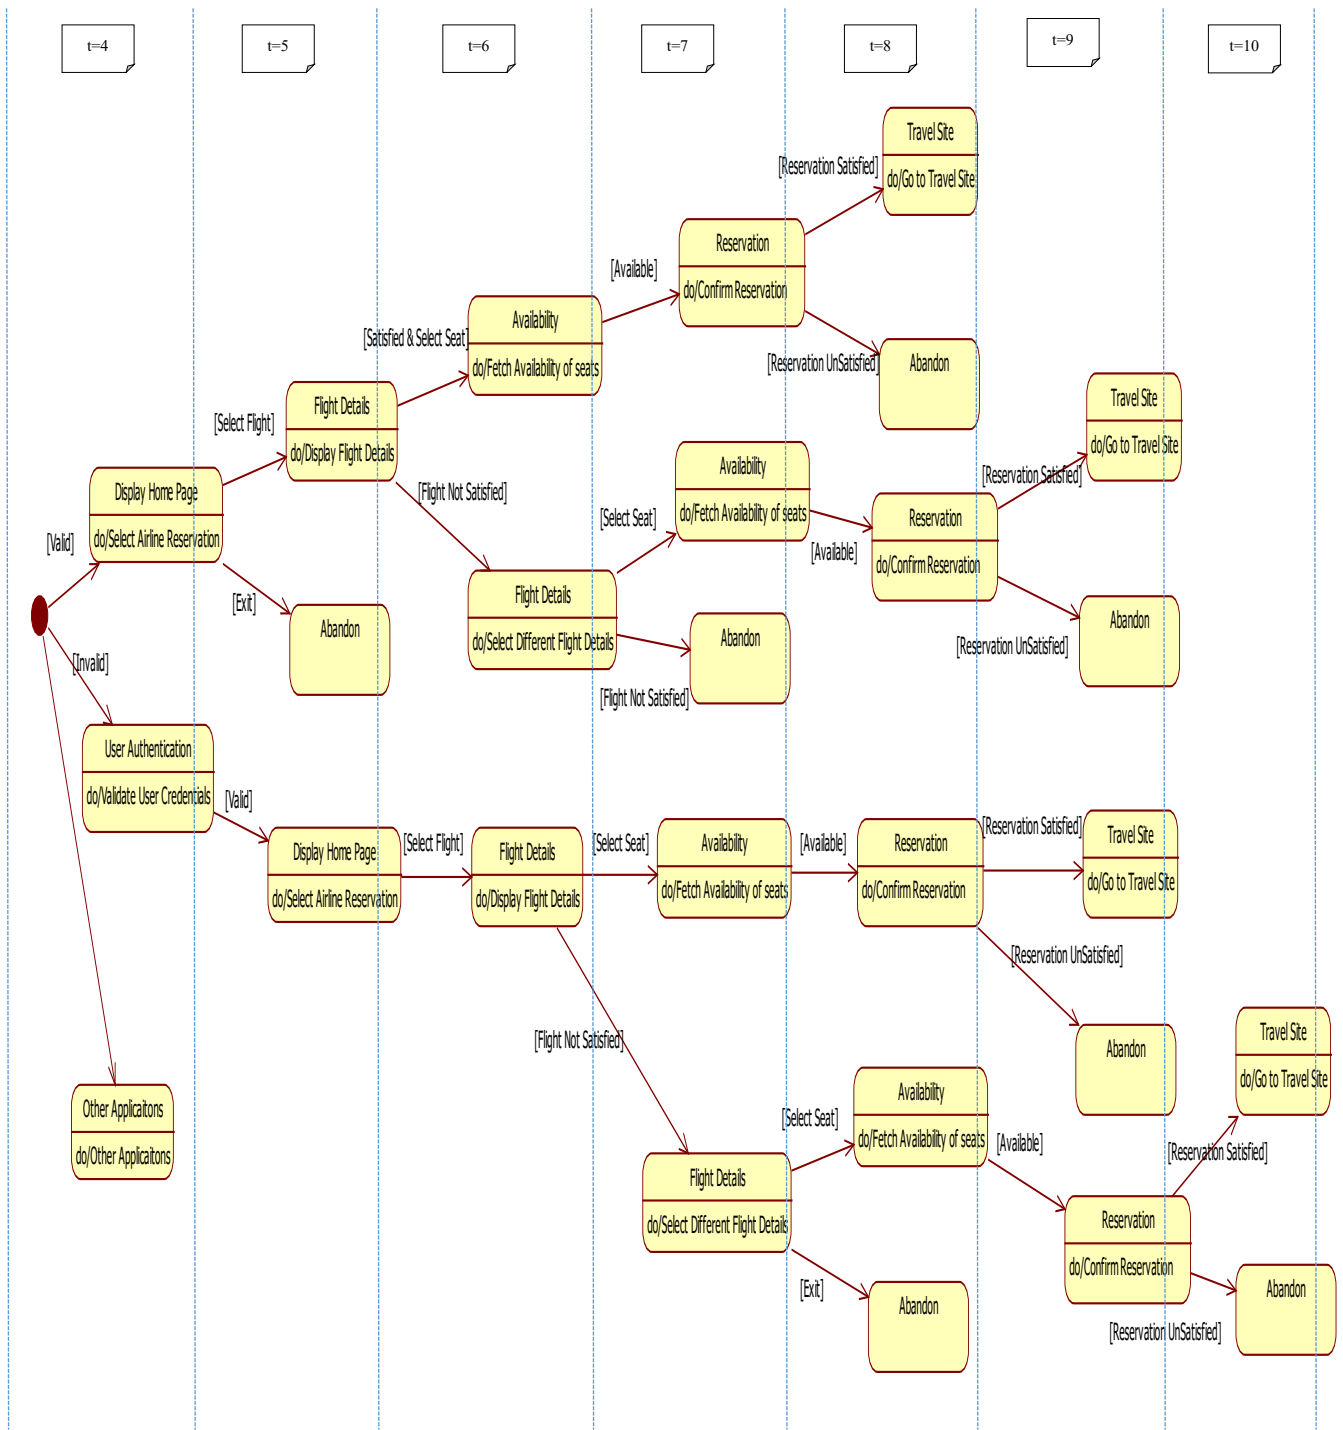 t=4
t=5
t=6
t=7
t=8
t=9
t=10
Travel Site
do/Go to Travel Site
[Reservation Satisfied]
Reservation
do/Confirm Reservation
[Available]
[Reservation UnSatisfied]
Abandon
Availability
do/Fetch Availability of seats
[Satisfied & Select Seat]
Flight Details
do/Display Flight Details
[Select Flight]
Travel Site
do/Go to Travel Site
[Reservation Satisfied]
Availability
do/Fetch Availability of seats
[Flight Not Satisfied]
[Select Seat]
[Available]
Reservation
do/Confirm Reservation
Display Home Page
do/Select Airline Reservation
[Valid]
[Exit]
Abandon
Flight Details
do/Select Different Flight Details
Abandon
[Flight Not Satisfied]
Abandon
[Reservation UnSatisfied]
[Invalid]
User Authentication
do/Validate User Credentials
[Valid]
Display Home Page
do/Select Airline Reservation
[Select Flight]
Flight Details
do/Display Flight Details
[Select Seat]
Availability
do/Fetch Availability of seats
[Available]
Reservation
do/Confirm Reservation
[Reservation Satisfied]
Travel Site
do/Go to Travel Site
[Reservation UnSatisfied]
Abandon
[Flight Not Satisfied]
Other Applicaitons
do/Other Applicaitons
Flight Details
do/Select Different Flight Details
[Select Seat]
Availability
do/Fetch Availability of seats
[Available]
[Exit]
Abandon
Travel Site
do/Go to Travel Site
[Reservation Satisfied]
Reservation
do/Confirm Reservation
Abandon
[Reservation UnSatisfied]